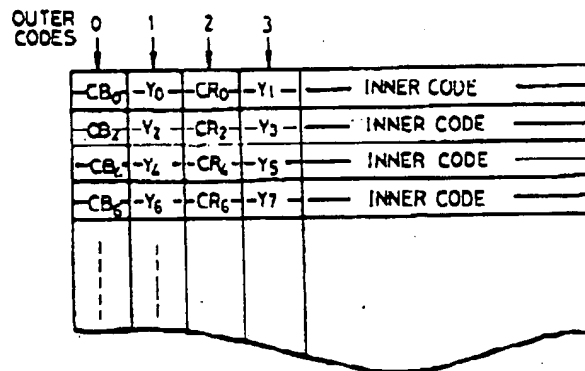 OUTER CODES 0 1 2 3
CB0 Y0 CR0 Y1 INNER CODE
CB2 Y2 CR2 Y3 INNER CODE
CB4 Y4 CR4 Y5 INNER CODE
CB6 Y6 CR6 Y7 INNER CODE